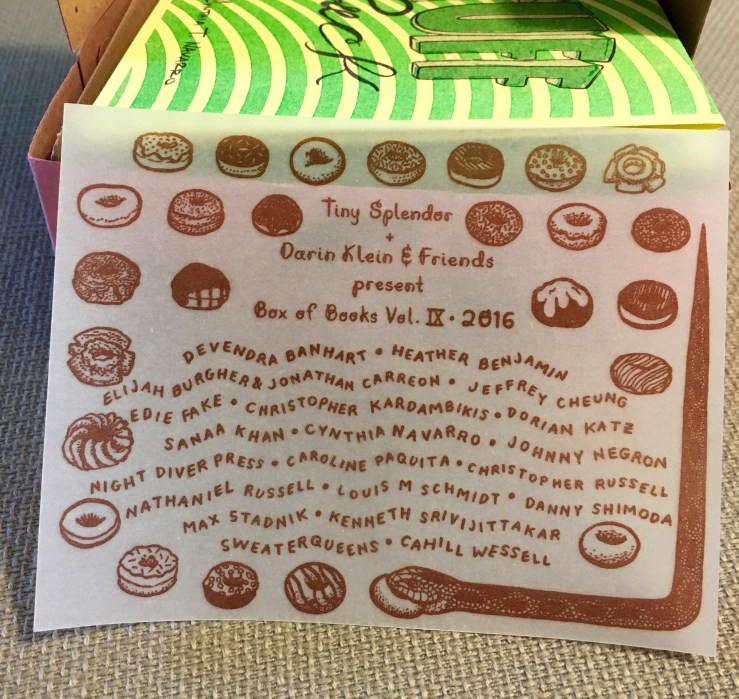 NAVARRO
Tiny Splendor
+
Darin Klein & Friends
present
Box of Books Vol. IX • 2016
DEVENDRA BANHART • HEATHER BENJAMIN
ELIJAH BURGHER & JONATHAN CARREON • JEFFREY CHEUNG
EDIE FAKE • CHRISTOPHER KARDAMBIKIS • DORIAN KATZ
SANAA KHAN • CYNTHIA NAVARRO • JOHNNY NEGRON
NIGHT DIVER PRESS • CAROLINE PAQUITA • CHRISTOPHER RUSSELL
NATHANIEL RUSSELL • LOUIS M SCHMIDT • DANNY SHIMODA
MAX STADNIK • KENNETH SRIVIJITTAKAR
SWEATERQUEENS • CAHILL WESSELL